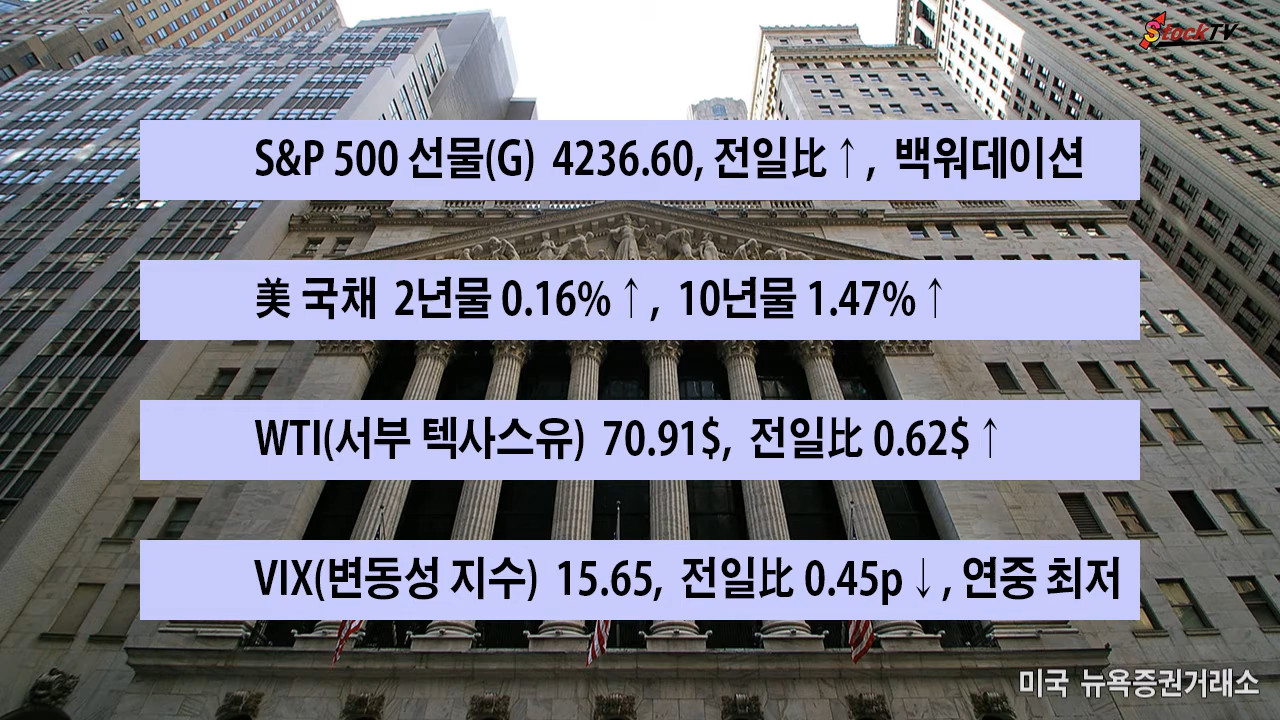 StockTV
S&P 500 선물(G) 4236.60, 전일比↑, 백워데이션
美 국채 2년물 0.16%↑, 10년물 1.47%↑
WTI(서부 텍사스유) 70.91$, 전일比 0.62$↑
VIX(변동성 지수) 15.65, 전일比 0.45p↓, 연중 최저
미국 뉴욕증권거래소